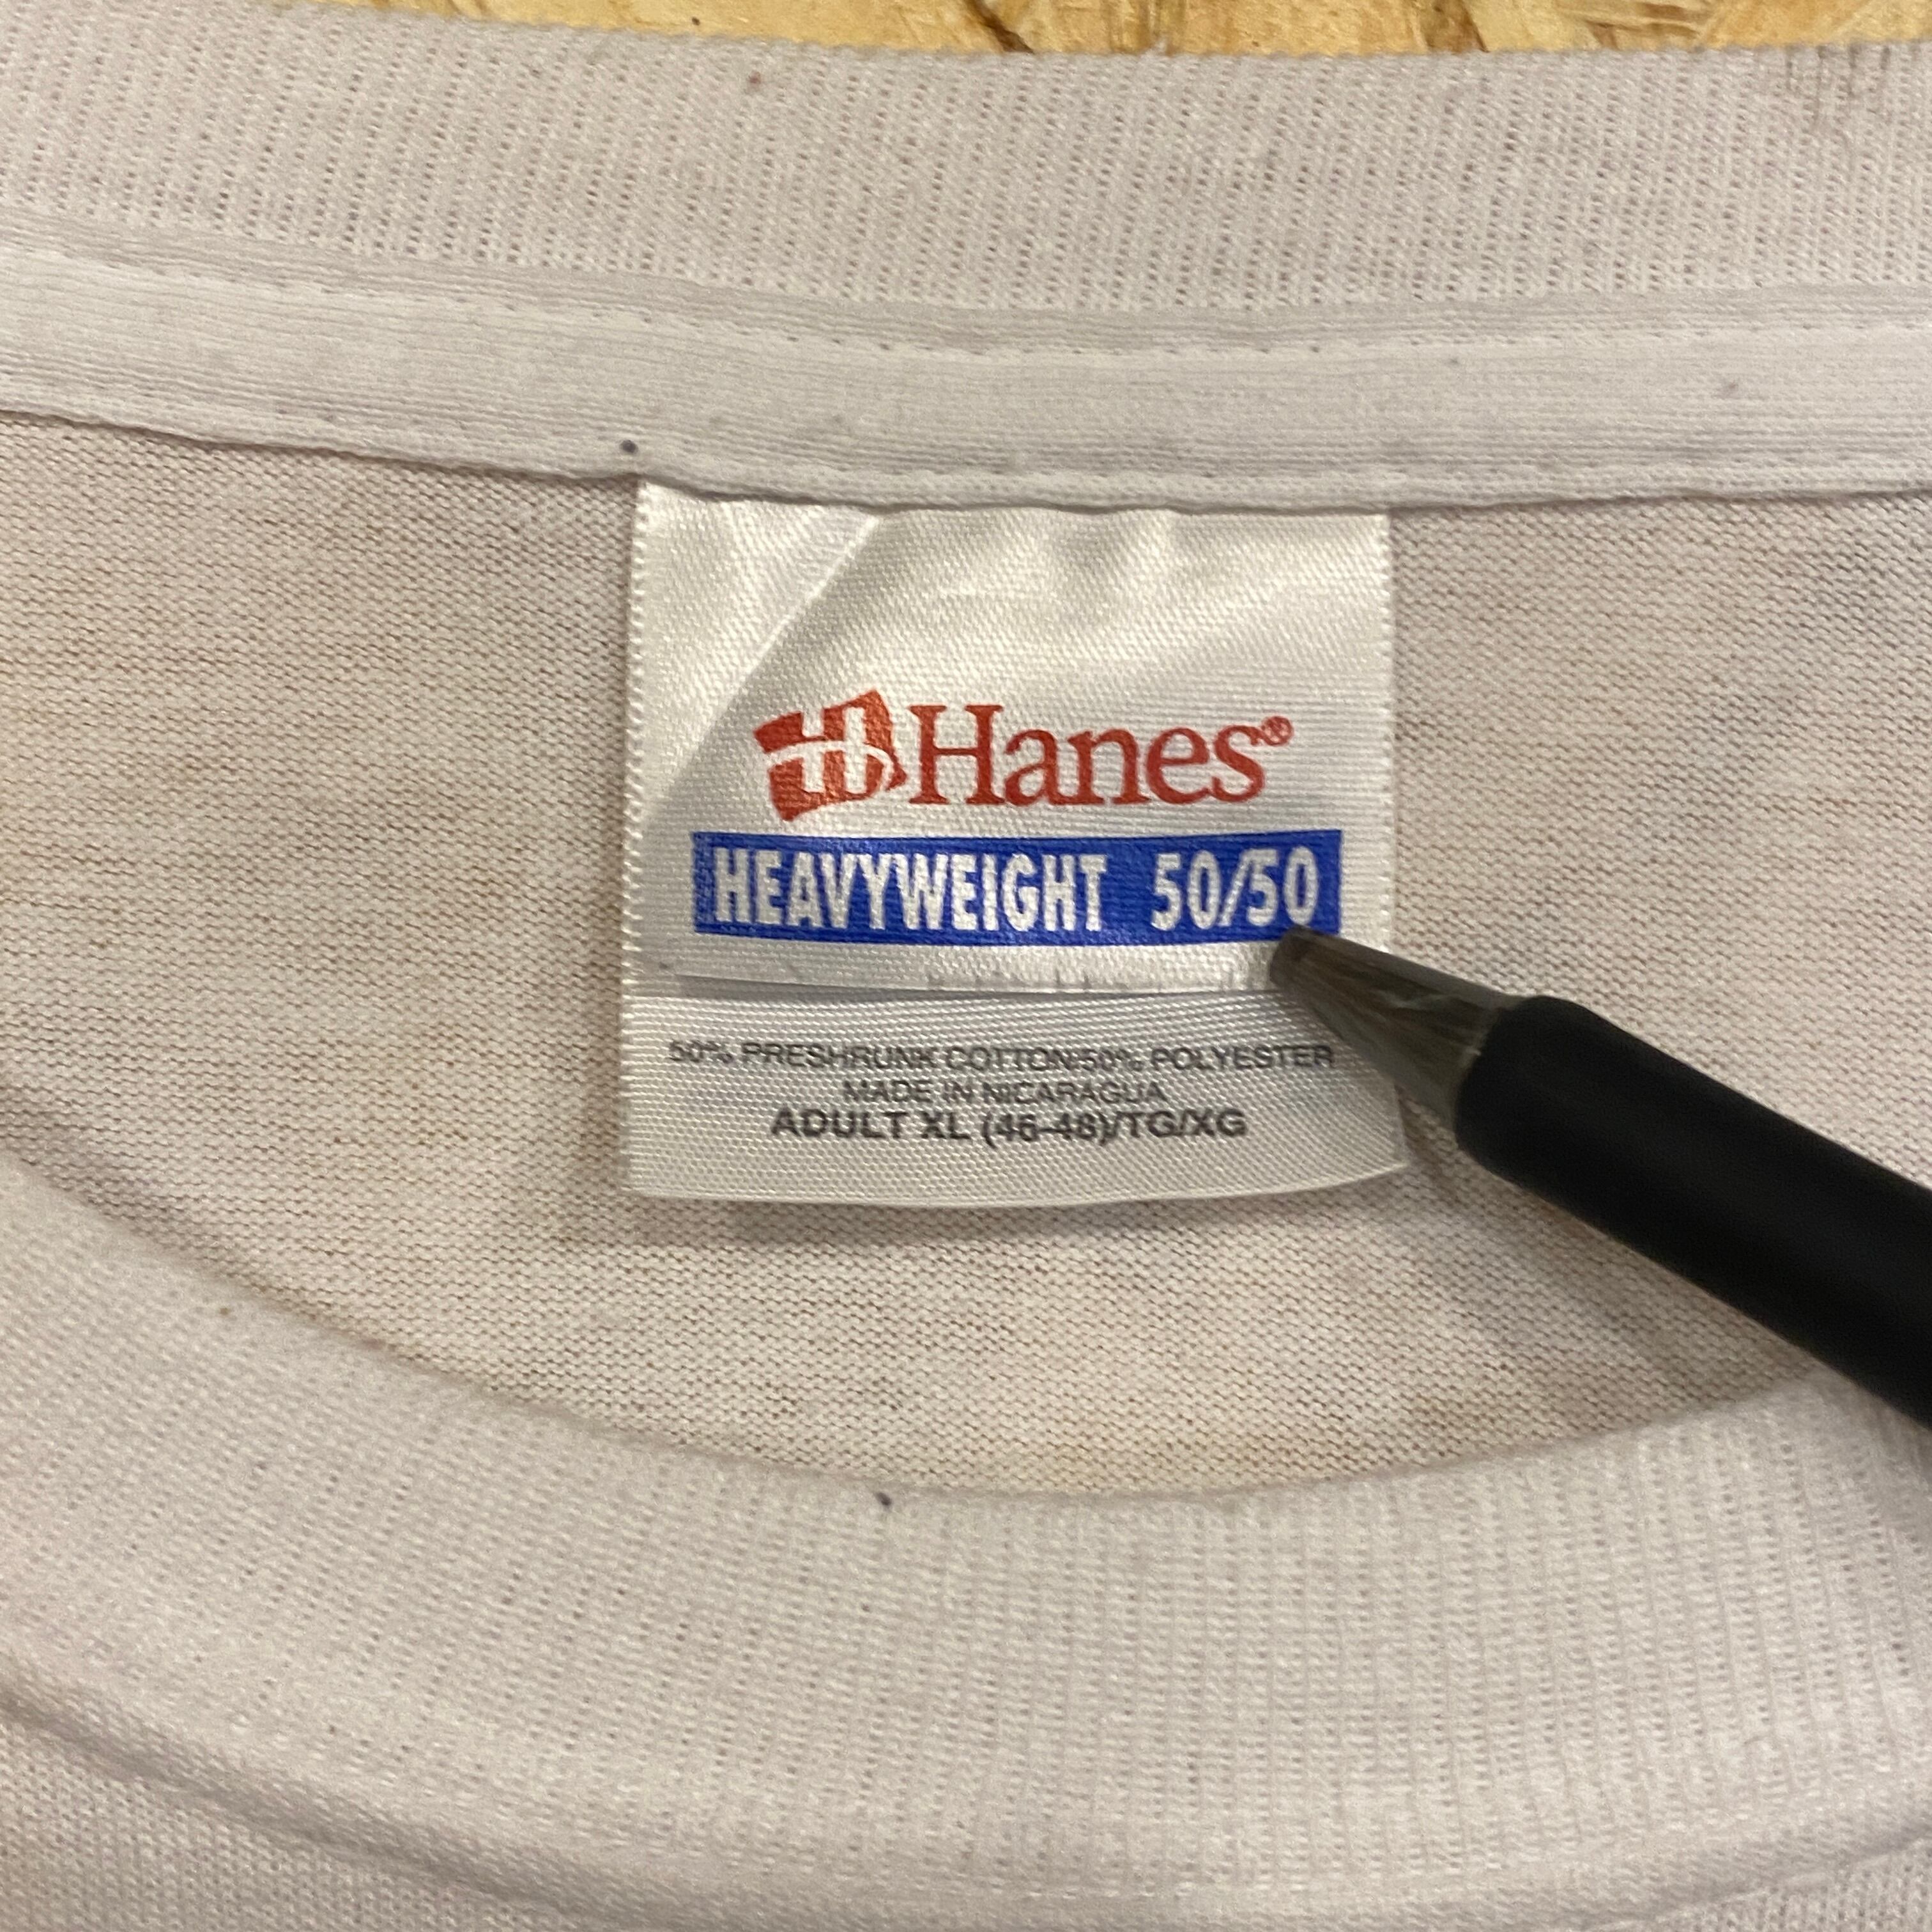 Hanes®
HEAVYWEIGHT 50/50
50% PRESHRUNK COTTON/50% POLYESTER
MADE IN NICARAGUA
ADULT XL (46-48)/TG/XG